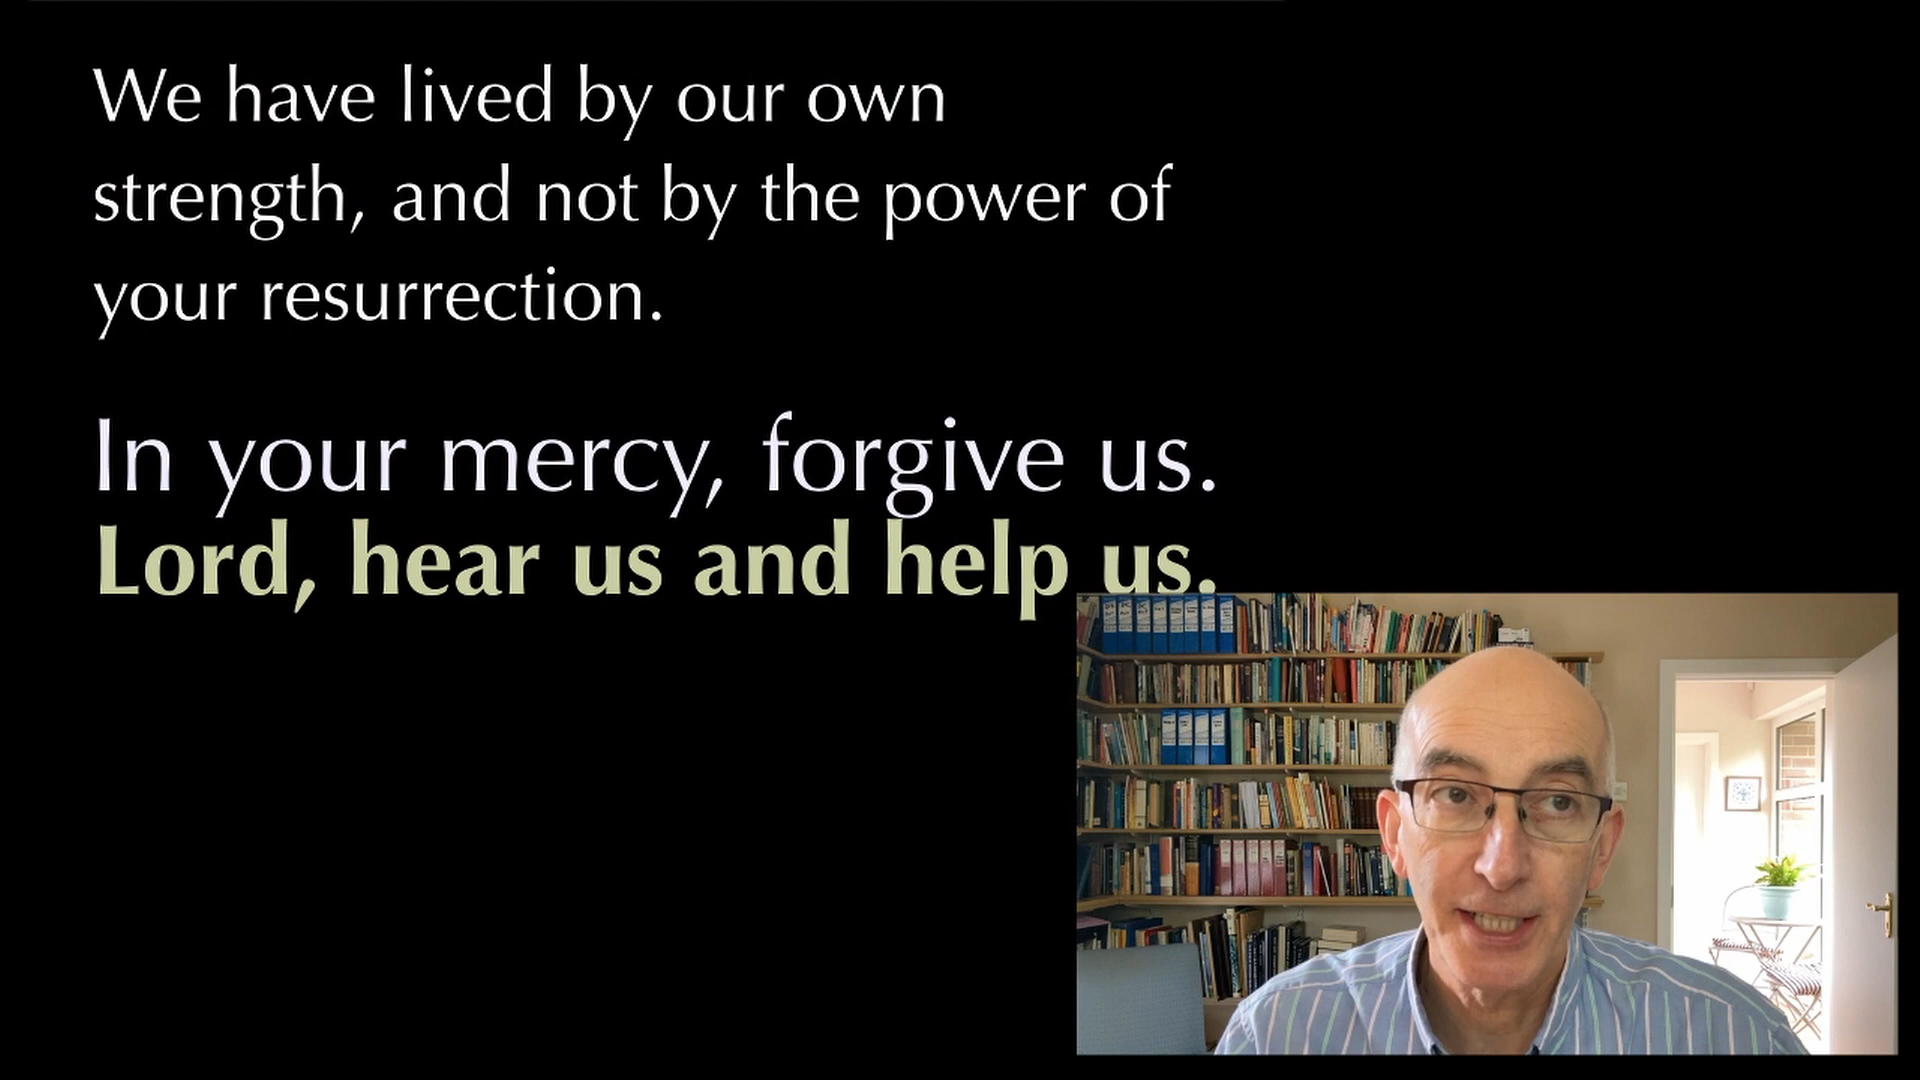 We have lived by our own
strength, and not by the power of
your resurrection.
In your mercy, forgive us.
Lord, hear us and help us.